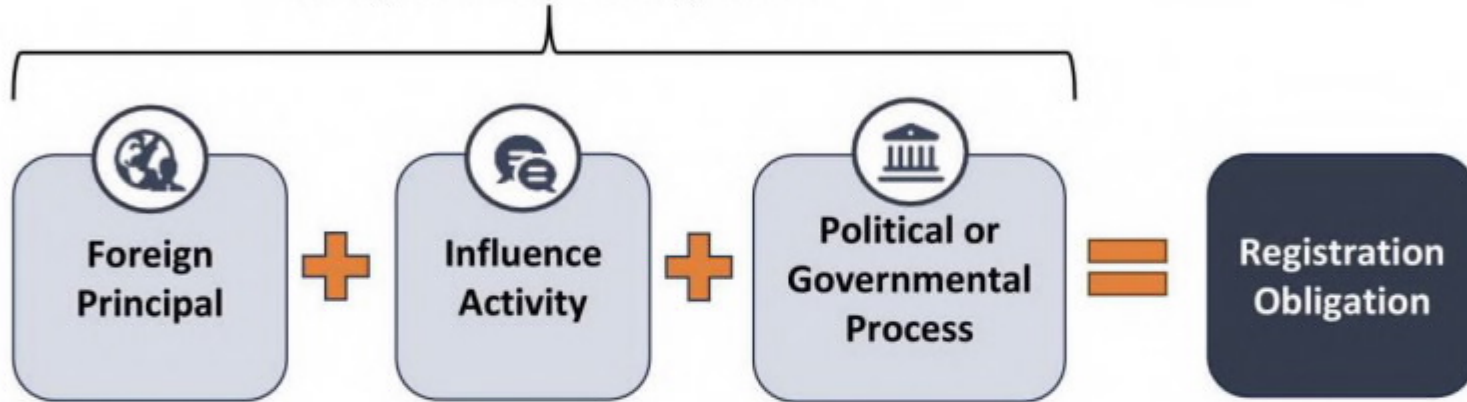 Foreign
Principal
Influence
Activity
Political or
Governmental
Process
Registration
Obligation